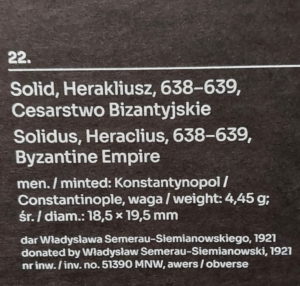 22.
Solid, Herakliusz, 638–639,
Cesarstwo Bizantyjskie
Solidus, Heraclius, 638–639,
Byzantine Empire
men. / minted: Konstantynopol /
Constantinople, waga / weight: 4,45 g;
śr. / diam.: 18,5 × 19,5 mm
dar Władysława Semerau-Siemianowskiego, 1921
donated by Władysław Semerau-Siemianowski, 1921
nr inw. / inv. no. 51390 MNW, awers / obverse